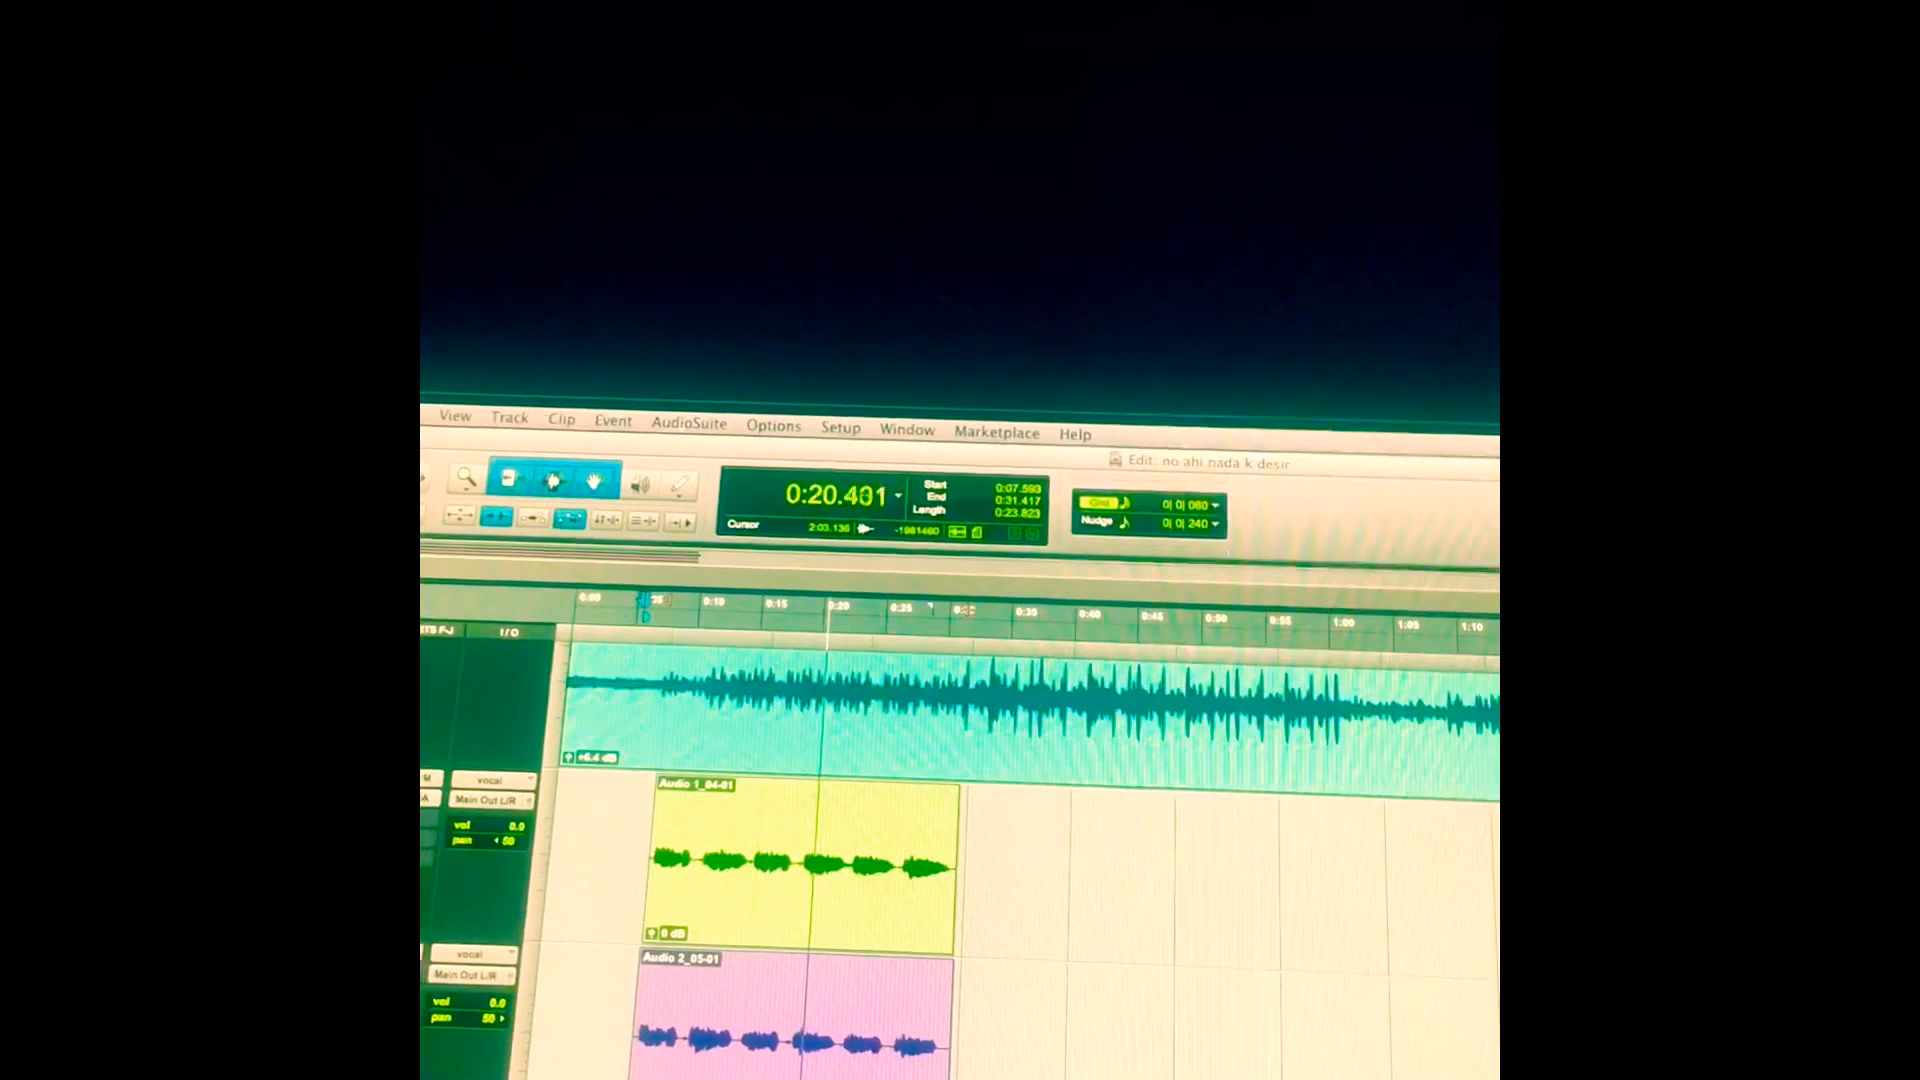 View Track Clip Event AudioSuite Options Setup Window Marketplace Help
Edit: no ahi nada k desir
0:20.401
Start 0:07.593
End 0:31.417
Length 0:23.823
Cursor 2:03.136 -1981460
Grid 0| 0| 060
Nudge 0| 0| 240
0:00 0:10 0:15 0:20 0:25 0:35 0:40 0:45 0:50 0:55 1:00 1:05 1:10
I/O
+6.4 dB
Audio 1_04-01
M vocal
A Main Out L/R
vol 0.0
pan ‹ 50
0 dB
Audio 2_05-01
vocal
Main Out L/R
vol 0.0
pan 50 ›